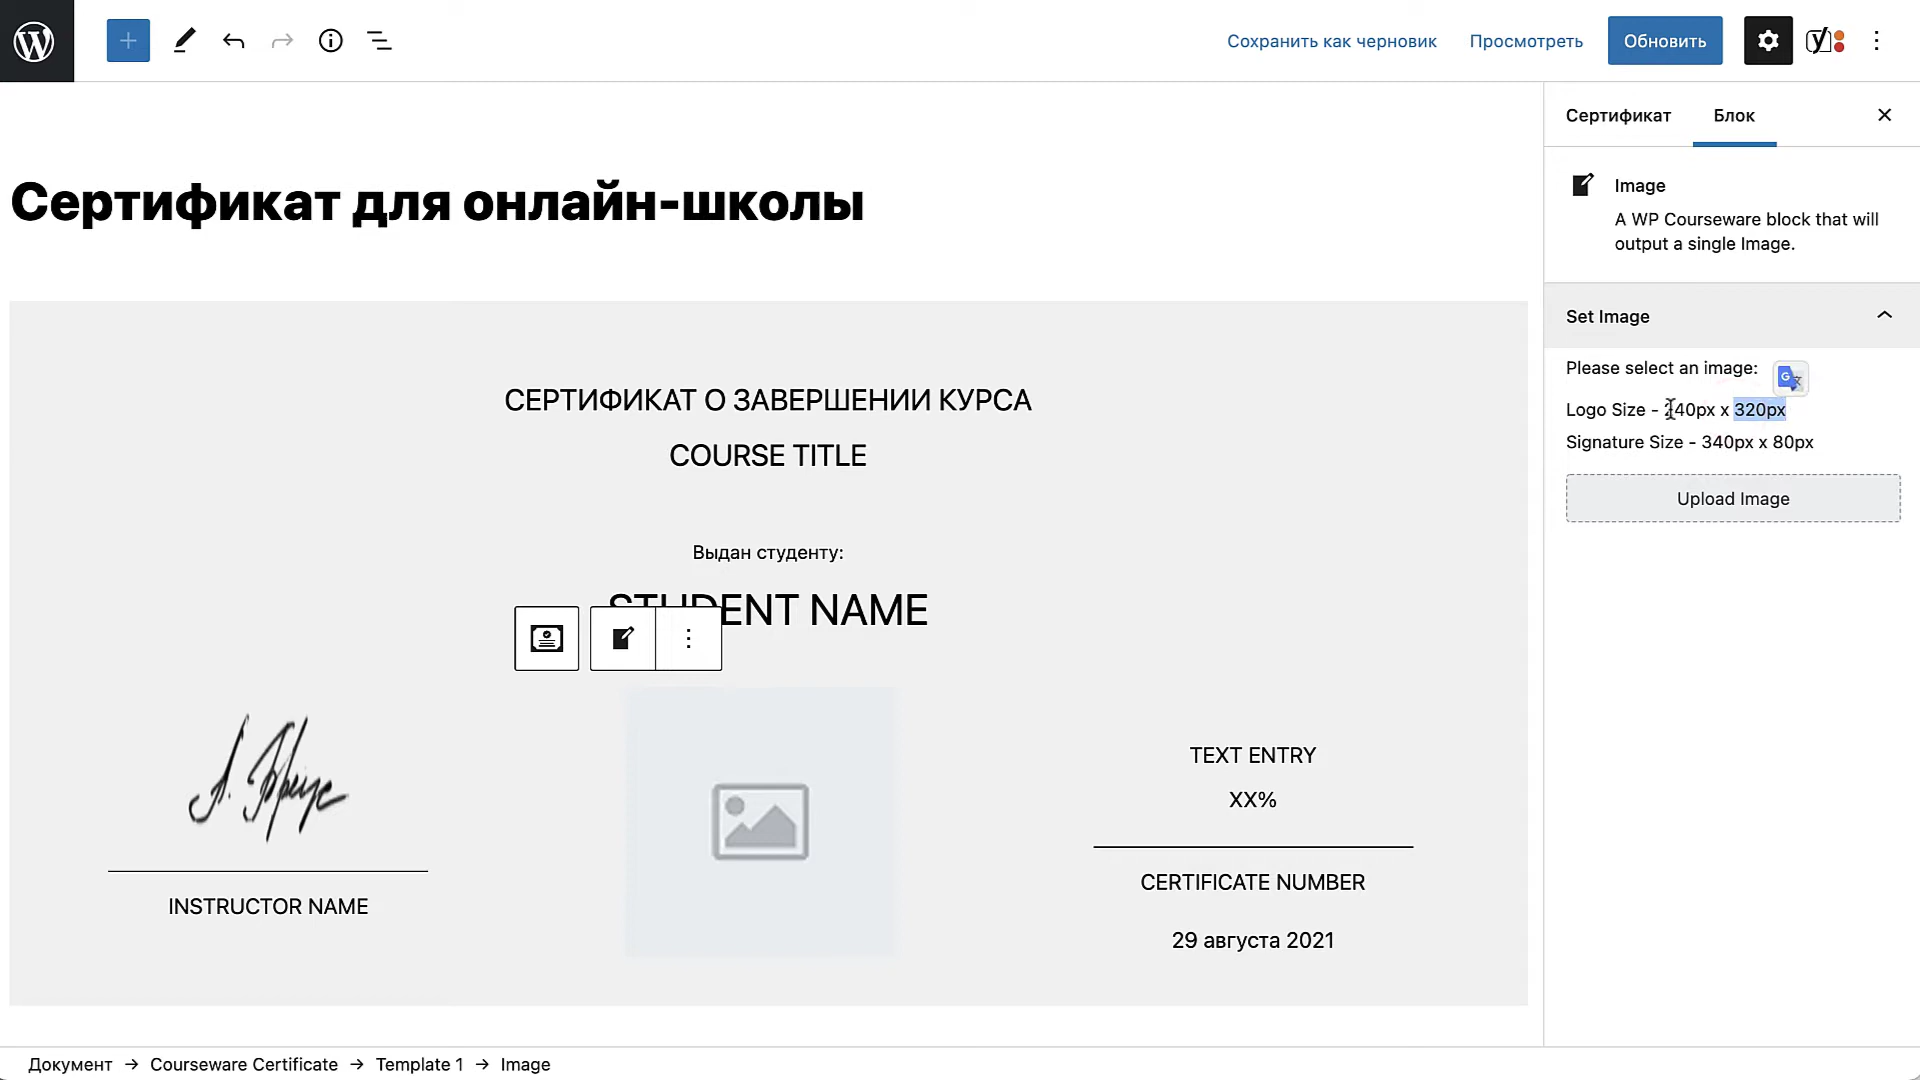 Сохранить как черновик
Просмотреть
Обновить
Сертификат для онлайн-школы
СЕРТИФИКАТ О ЗАВЕРШЕНИИ КУРСА
COURSE TITLE
Выдан студенту:
STUDENT NAME
INSTRUCTOR NAME
TEXT ENTRY
XX%
CERTIFICATE NUMBER
29 августа 2021
Сертификат
Блок
Image
A WP Courseware block that will
output a single Image.
Set Image
Please select an image:
Logo Size - x 320px
Signature Size - 340px x 80px
Upload Image
Документ → Courseware Certificate → Template 1 → Image